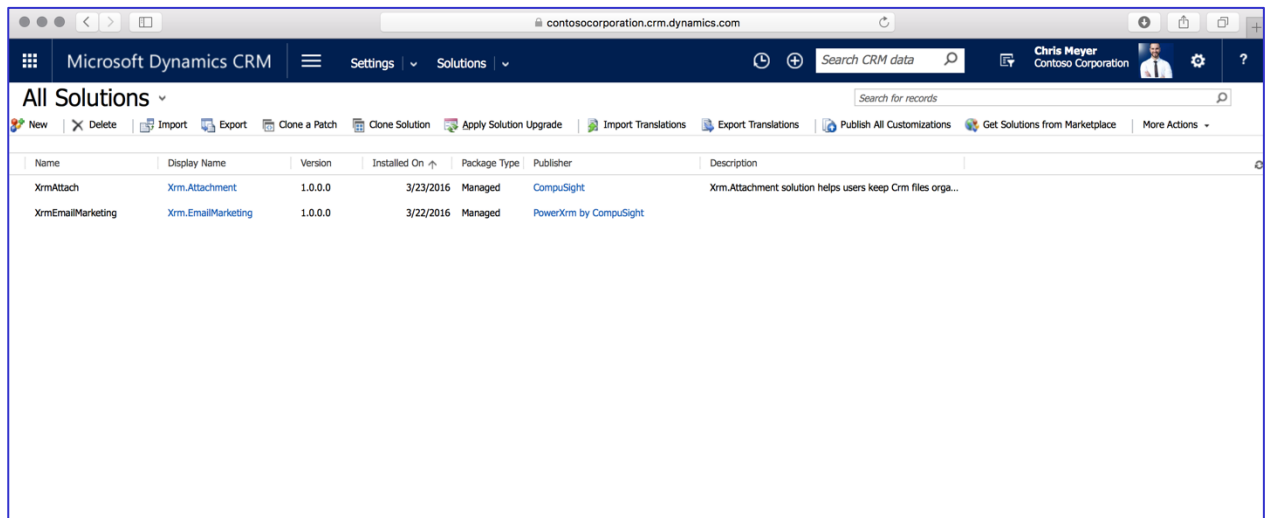 contosocorporation.crm.dynamics.com
Microsoft Dynamics CRM Settings Solutions Search CRM data Chris Meyer ?
Contoso Corporation
All Solutions Search for records
New Delete Import Export Clone a Patch Clone Solution Apply Solution Upgrade Import Translations Export Translations Publish All Customizations Get Solutions from Marketplace More Actions
Name Display Name Version Installed On Package Type Publisher Description
XrmAttach Xrm.Attachment 1.0.0.0 3/23/2016 Managed CompuSight Xrm.Attachment solution helps users keep Crm files orga...
XrmEmailMarketing Xrm.EmailMarketing 1.0.0.0 3/22/2016 Managed PowerXrm by CompuSight